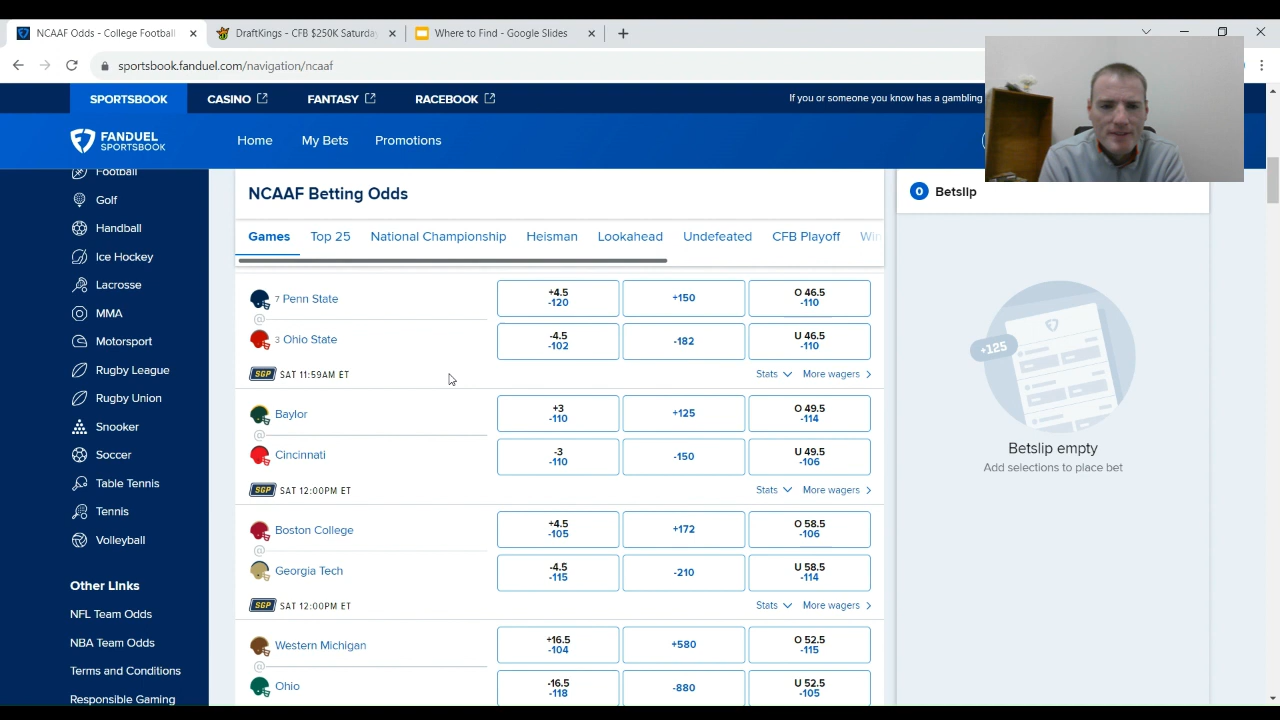 NCAAF Odds - College Football
DraftKings - CFB $250K Saturda
Where to Find - Google Slides
sportsbook.fanduel.com/navigation/ncaaf
SPORTSBOOK CASINO FANTASY RACEBOOK
If you or someone you know has a gambling
FANDUEL
SPORTSBOOK
Home My Bets Promotions
Football
Golf
Handball
Ice Hockey
Lacrosse
MMA
Motorsport
Rugby League
Rugby Union
Snooker
Soccer
Table Tennis
Tennis
Volleyball
Other Links
NFL Team Odds
NBA Team Odds
Terms and Conditions
Responsible Gaming
NCAAF Betting Odds
Games Top 25 National Championship Heisman Lookahead Undefeated CFB Playoff Win
7 Penn State +4.5 -120 +150 O 46.5 -110
@
3 Ohio State -4.5 -102 -182 U 46.5 -110
SGP SAT 11:59AM ET Stats More wagers
Baylor +3 -110 +125 O 49.5 -114
@
Cincinnati -3 -110 -150 U 49.5 -106
SGP SAT 12:00PM ET Stats More wagers
Boston College +4.5 -105 +172 O 58.5 -106
@
Georgia Tech -4.5 -115 -210 U 58.5 -114
SGP SAT 12:00PM ET Stats More wagers
Western Michigan +16.5 -104 +580 O 52.5 -115
@
Ohio -16.5 -118 -880 U 52.5 -105
0 Betslip
+125
Betslip empty
Add selections to place bet